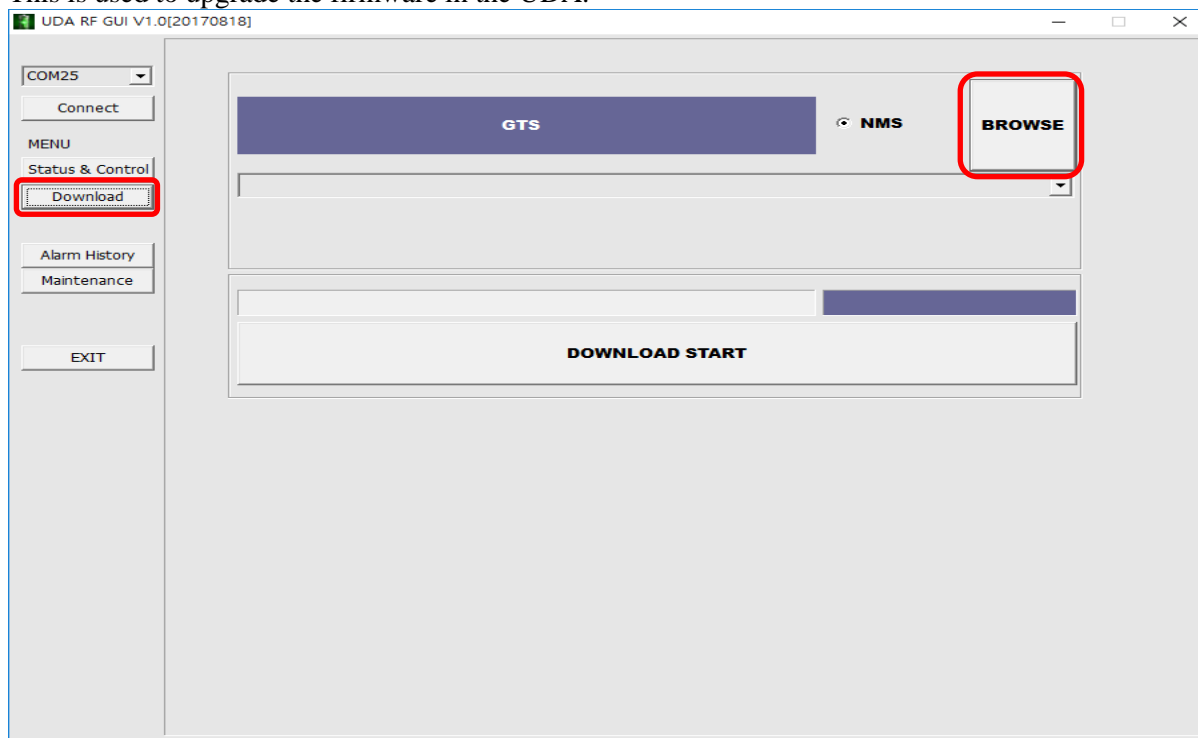 This is used to upgrade the firmware in the UDA.
UDA RF GUI V1.0[20170818]
COM25
Connect
MENU
Status & Control
Download
Alarm History
Maintenance
EXIT
GTS
NMS
BROWSE
DOWNLOAD START